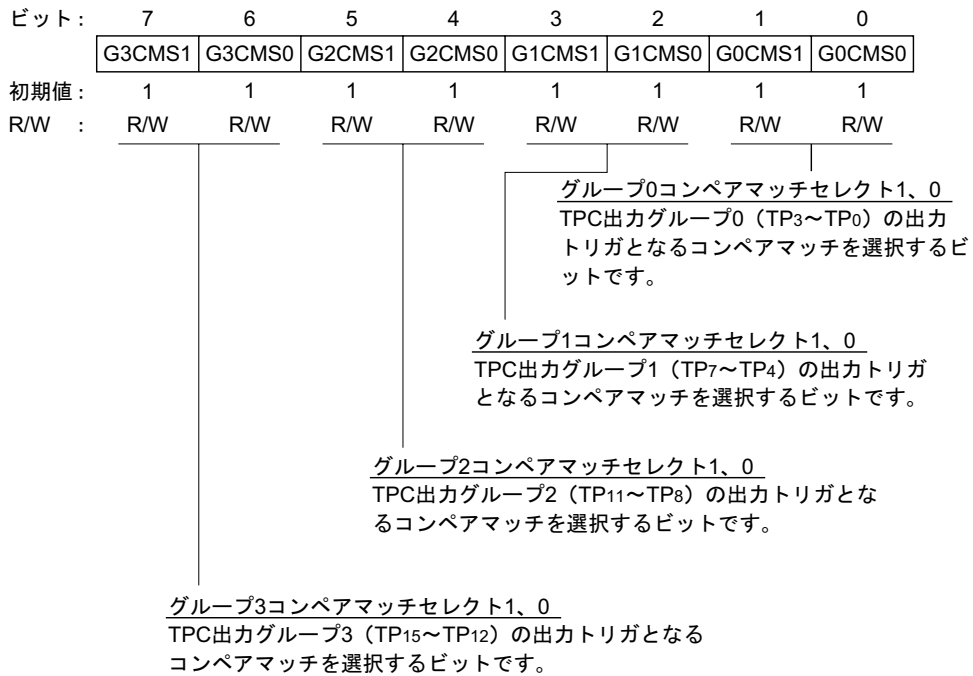 ビット： 7 6 5 4 3 2 1 0
G3CMS1 G3CMS0 G2CMS1 G2CMS0 G1CMS1 G1CMS0 G0CMS1 G0CMS0
初期値： 1 1 1 1 1 1 1 1
R/W ： R/W R/W R/W R/W R/W R/W R/W R/W
グループ0コンペアマッチセレクト1、0
TPC出力グループ0（TP3～TP0）の出力
トリガとなるコンペアマッチを選択するビ
ットです。
グループ1コンペアマッチセレクト1、0
TPC出力グループ1（TP7～TP4）の出力トリガ
となるコンペアマッチを選択するビットです。
グループ2コンペアマッチセレクト1、0
TPC出力グループ2（TP11～TP8）の出力トリガとな
るコンペアマッチを選択するビットです。
グループ3コンペアマッチセレクト1、0
TPC出力グループ3（TP15～TP12）の出力トリガとなる
コンペアマッチを選択するビットです。